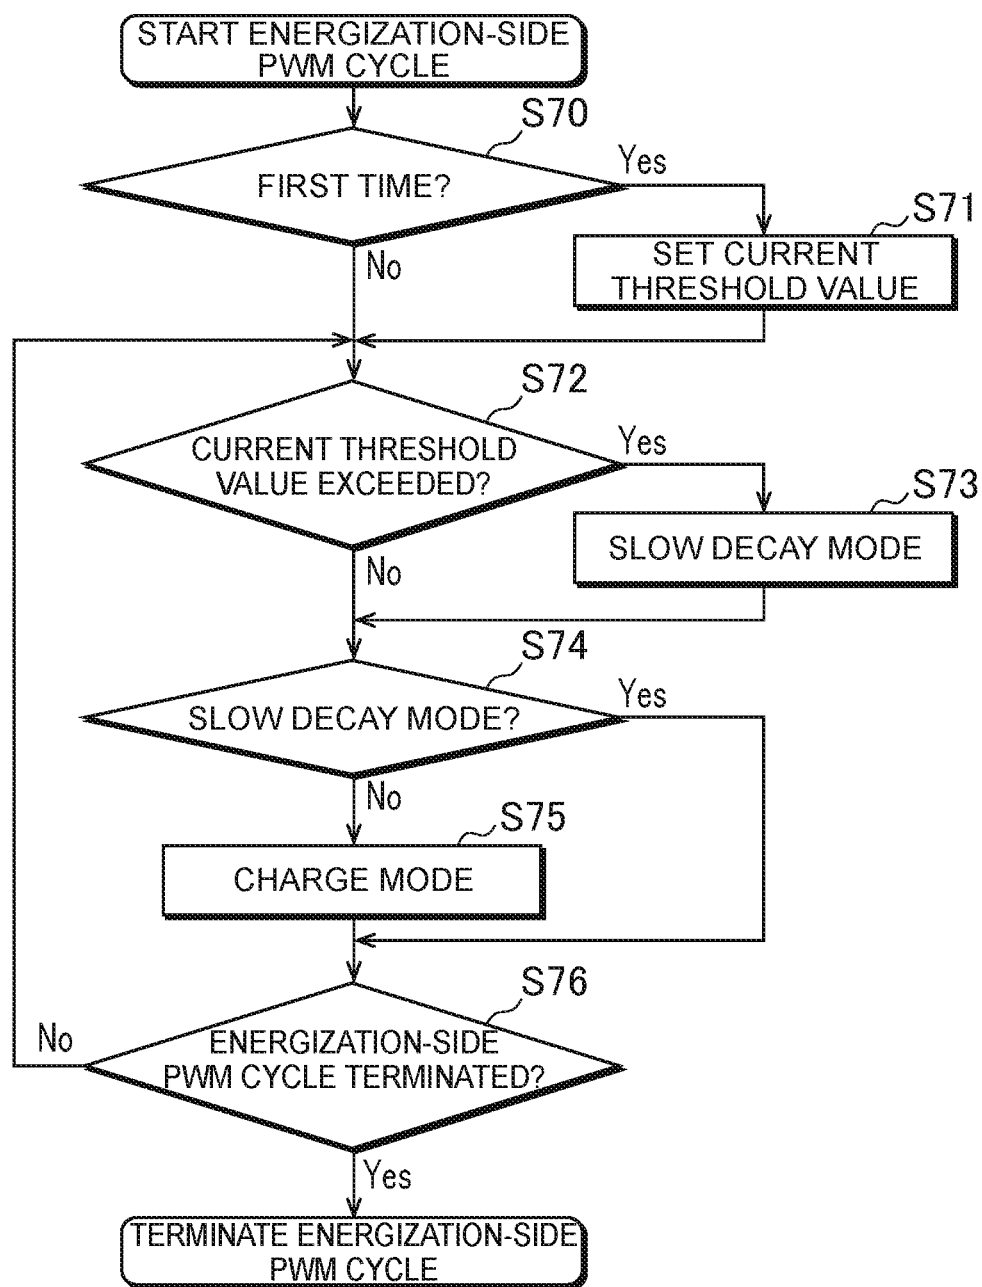 START ENERGIZATION-SIDE
PWM CYCLE
S70
FIRST TIME?
Yes
No
S71
SET CURRENT
THRESHOLD VALUE
S72
CURRENT THRESHOLD
VALUE EXCEEDED?
Yes
No
S73
SLOW DECAY MODE
S74
SLOW DECAY MODE?
Yes
No
S75
CHARGE MODE
S76
ENERGIZATION-SIDE
PWM CYCLE TERMINATED?
No
Yes
TERMINATE ENERGIZATION-SIDE
PWM CYCLE